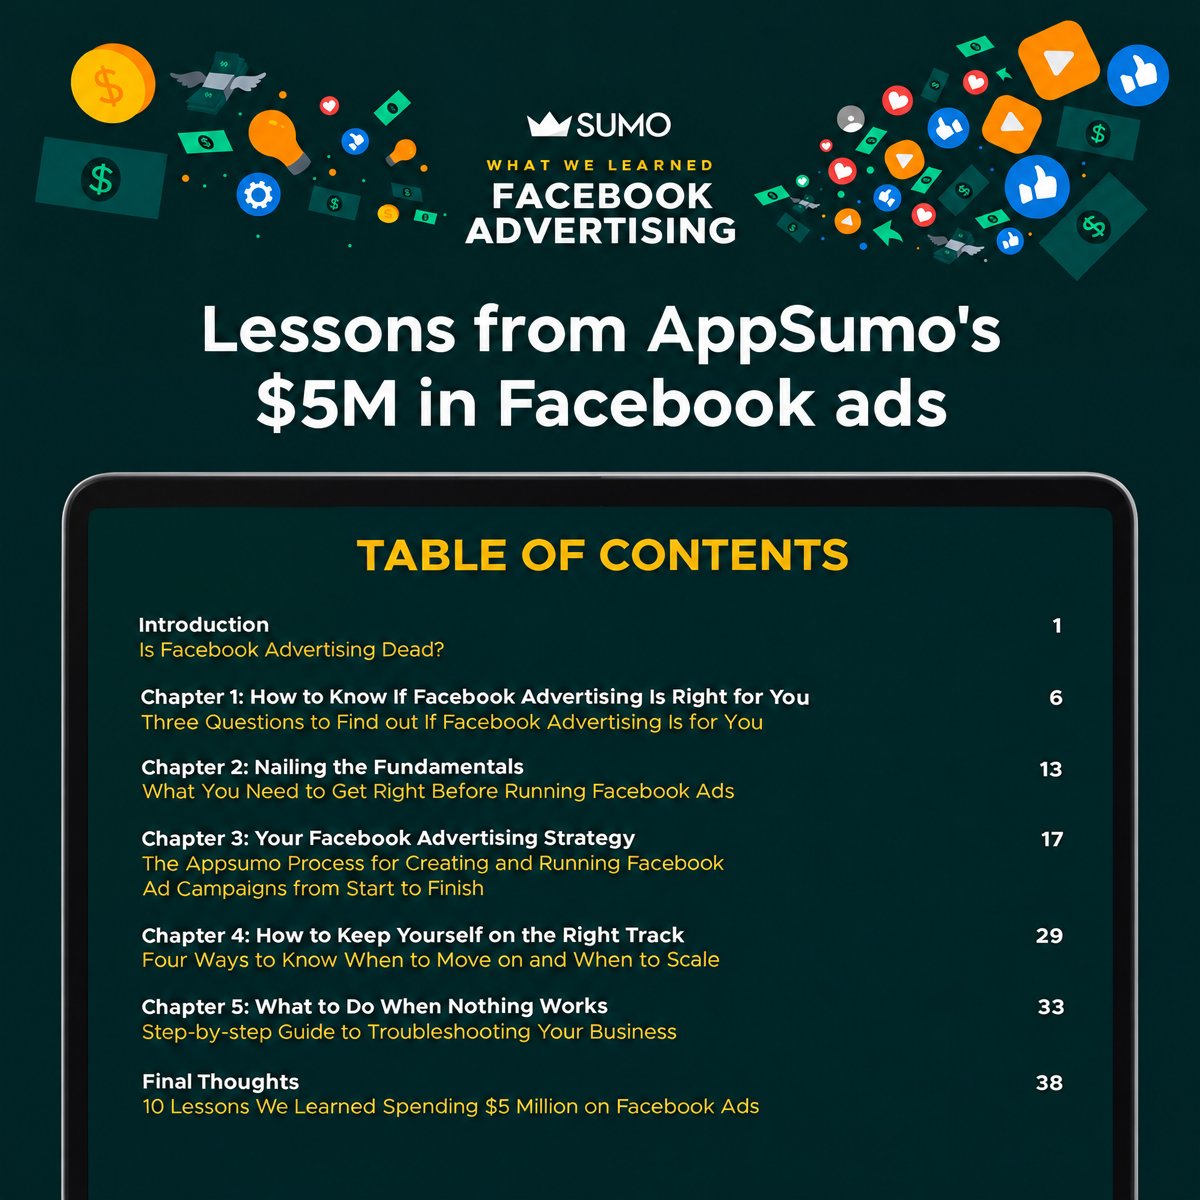 SUMO
WHAT WE LEARNED
FACEBOOK
ADVERTISING
Lessons from AppSumo's
$5M in Facebook ads
TABLE OF CONTENTS
Introduction 1
Is Facebook Advertising Dead?
Chapter 1: How to Know If Facebook Advertising Is Right for You 6
Three Questions to Find out If Facebook Advertising Is for You
Chapter 2: Nailing the Fundamentals 13
What You Need to Get Right Before Running Facebook Ads
Chapter 3: Your Facebook Advertising Strategy 17
The Appsumo Process for Creating and Running Facebook
Ad Campaigns from Start to Finish
Chapter 4: How to Keep Yourself on the Right Track 29
Four Ways to Know When to Move on and When to Scale
Chapter 5: What to Do When Nothing Works 33
Step-by-step Guide to Troubleshooting Your Business
Final Thoughts 38
10 Lessons We Learned Spending $5 Million on Facebook Ads